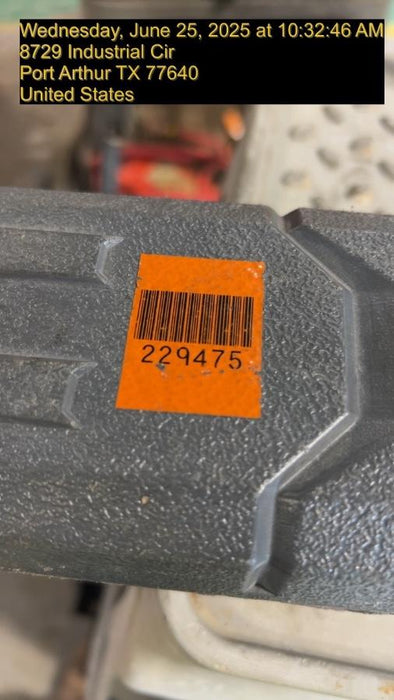 Wednesday, June 25, 2025 at 10:32:46 AM
8729 Industrial Cir
Port Arthur TX 77640
United States
229475